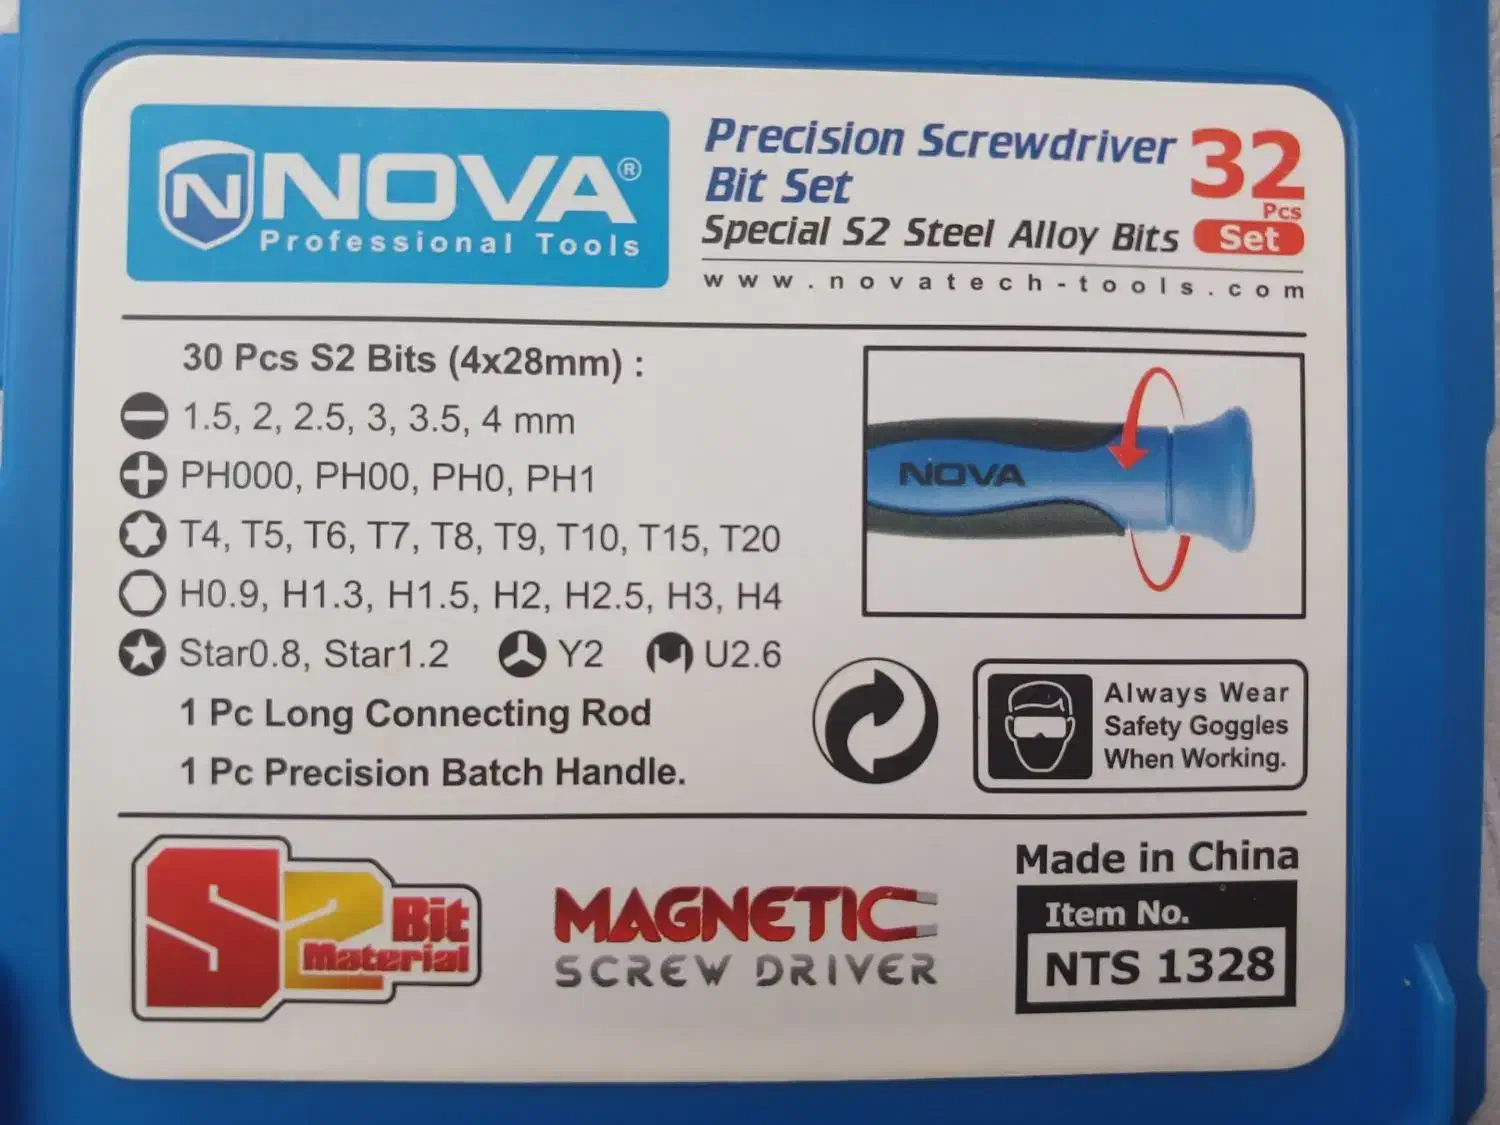 N NOVA®
Professional Tools
Precision Screwdriver
Bit Set
Special S2 Steel Alloy Bits
32
Pcs
Set
www.novatech-tools.com
30 Pcs S2 Bits (4x28mm) :
1.5, 2, 2.5, 3, 3.5, 4 mm
PH000, PH00, PH0, PH1
T4, T5, T6, T7, T8, T9, T10, T15, T20
H0.9, H1.3, H1.5, H2, H2.5, H3, H4
Star0.8, Star1.2 Y2 U2.6
1 Pc Long Connecting Rod
1 Pc Precision Batch Handle.
NOVA
Always Wear
Safety Goggles
When Working.
S2 Bit
Material
MAGNETIC
SCREW DRIVER
Made in China
Item No.
NTS 1328